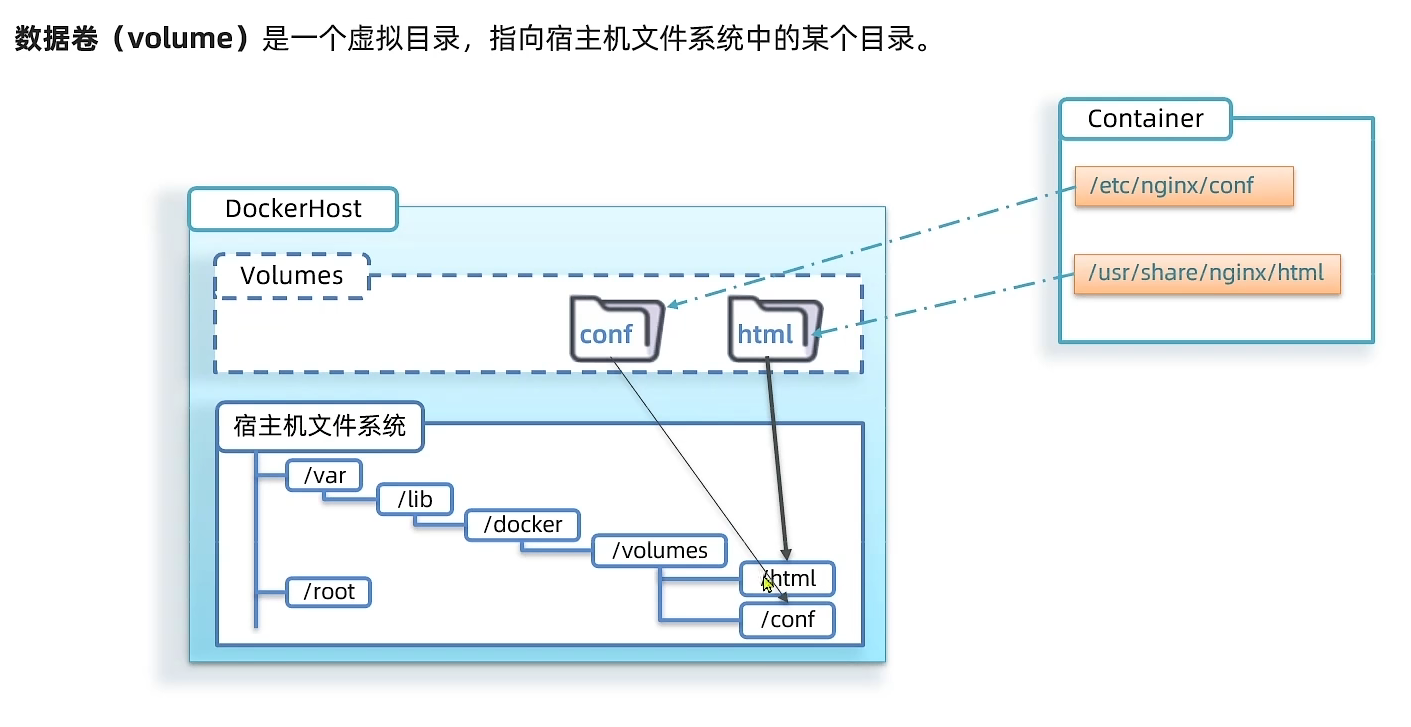 数据卷（volume）是一个虚拟目录，指向宿主机文件系统中的某个目录。
Container
/etc/nginx/conf
/usr/share/nginx/html
DockerHost
Volumes
conf
html
宿主机文件系统
/var
/lib
/docker
/volumes
/html
/root
/conf